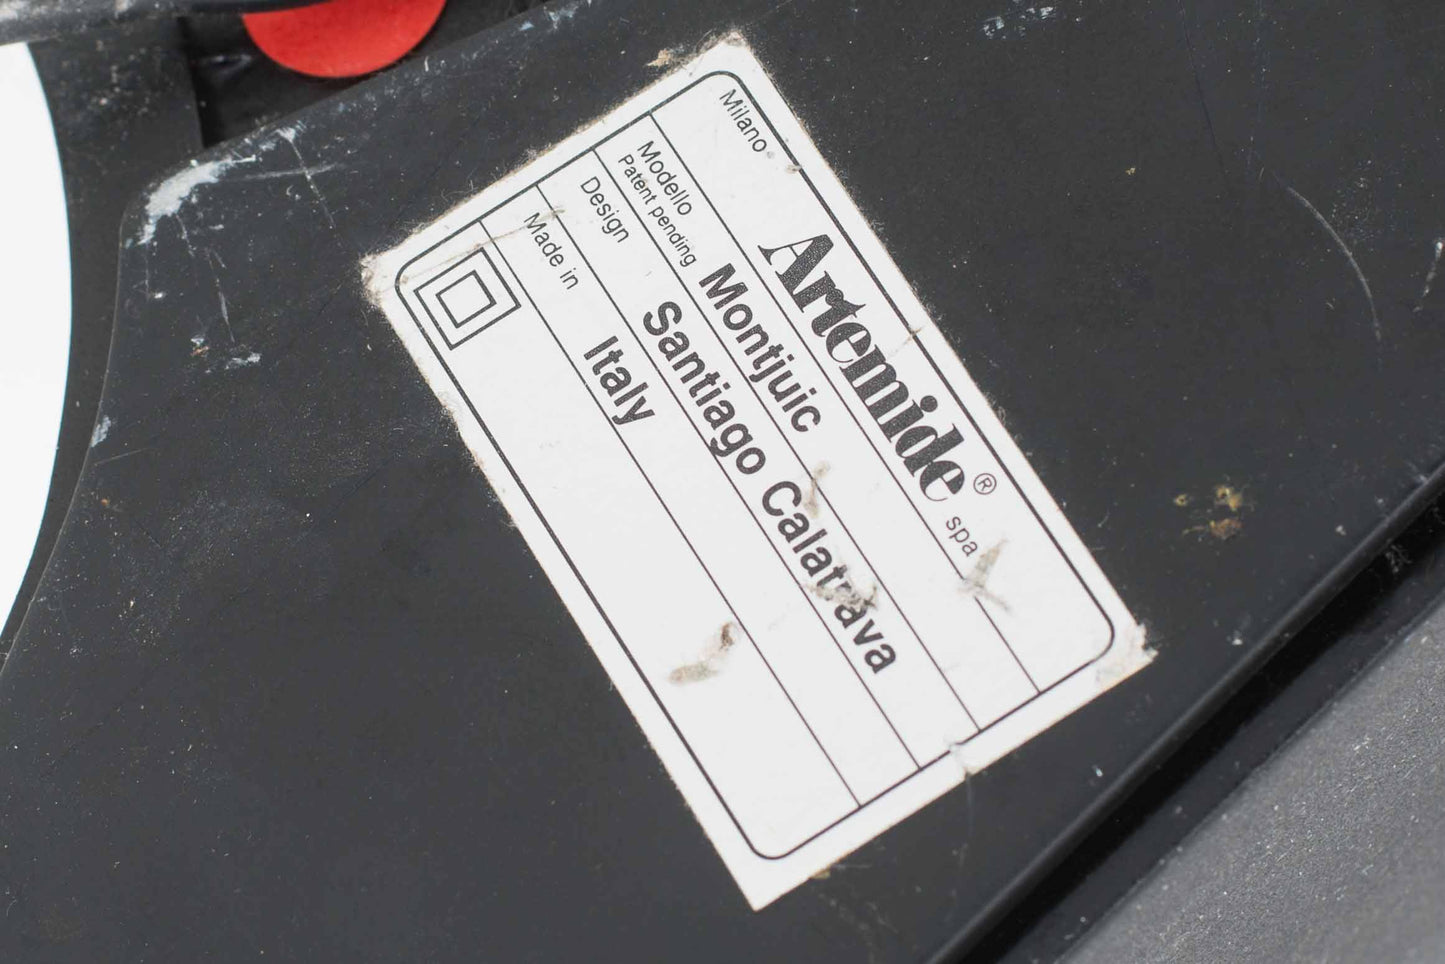 Milano Artemide® spa
Modello Montjuic
Patent pending
Design Santiago Calatrava
Made in Italy